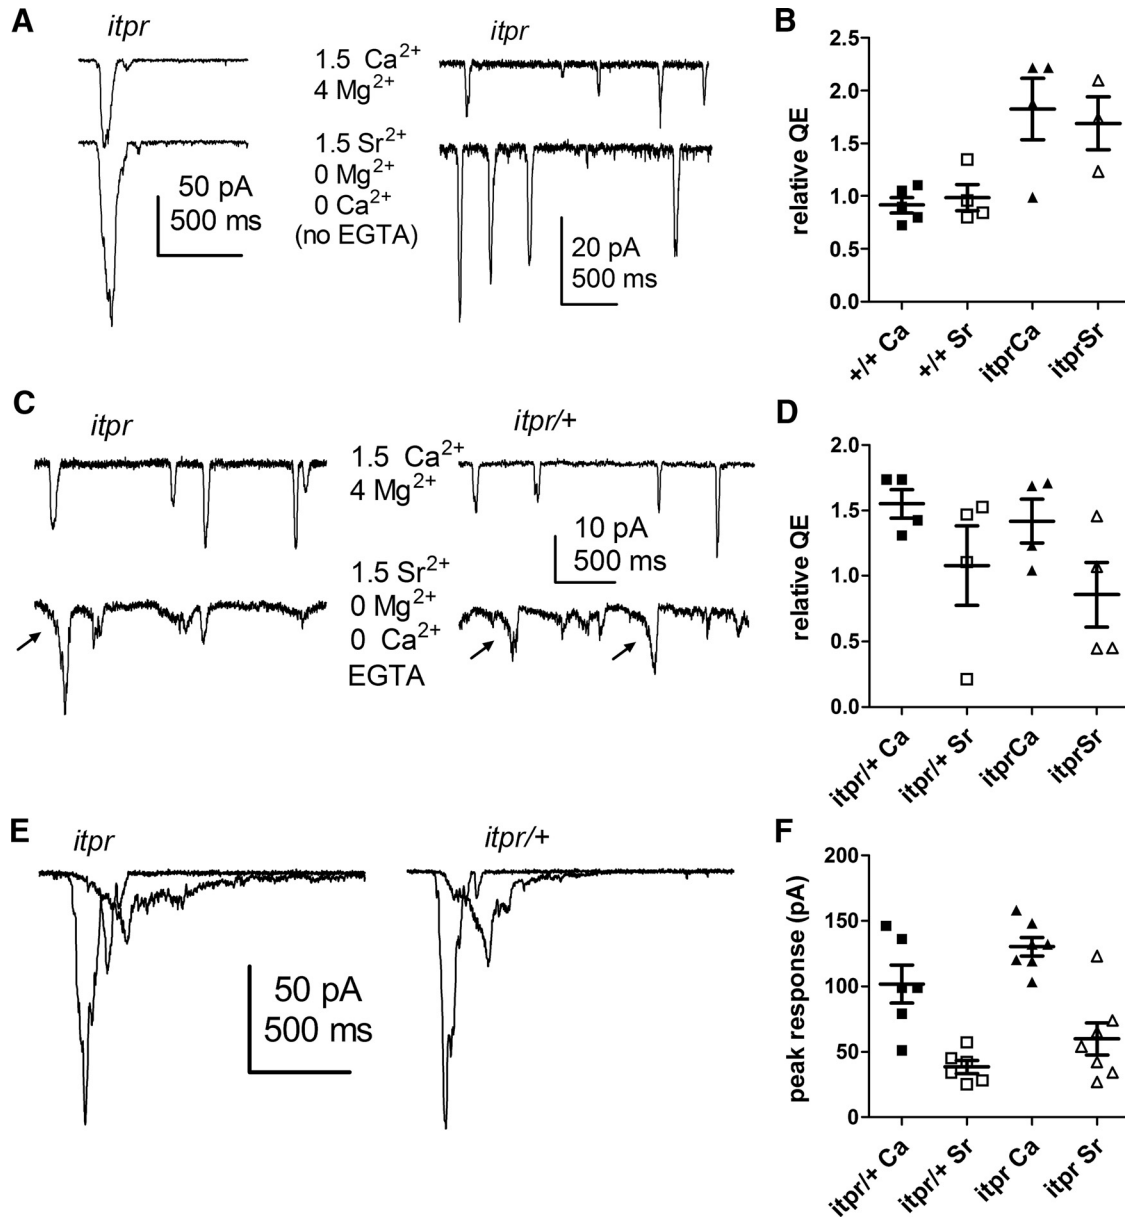 A
itpr
1.5 Ca2+
4 Mg2+
itpr
1.5 Sr2+
0 Mg2+
0 Ca2+
(no EGTA)
50 pA
500 ms
20 pA
500 ms
B
relative QE
2.5
2.0
1.5
1.0
0.5
0.0
+/+ Ca
+/+ Sr
itprCa
itprSr
C
itpr
1.5 Ca2+
4 Mg2+
itpr/+
10 pA
500 ms
1.5 Sr2+
0 Mg2+
0 Ca2+
EGTA
D
relative QE
2.0
1.5
1.0
0.5
0.0
itpr/+ Ca
itpr/+ Sr
itprCa
itprSr
E
itpr
itpr/+
50 pA
500 ms
F
peak response (pA)
200
150
100
50
0
itpr/+ Ca
itpr/+ Sr
itpr Ca
itpr Sr